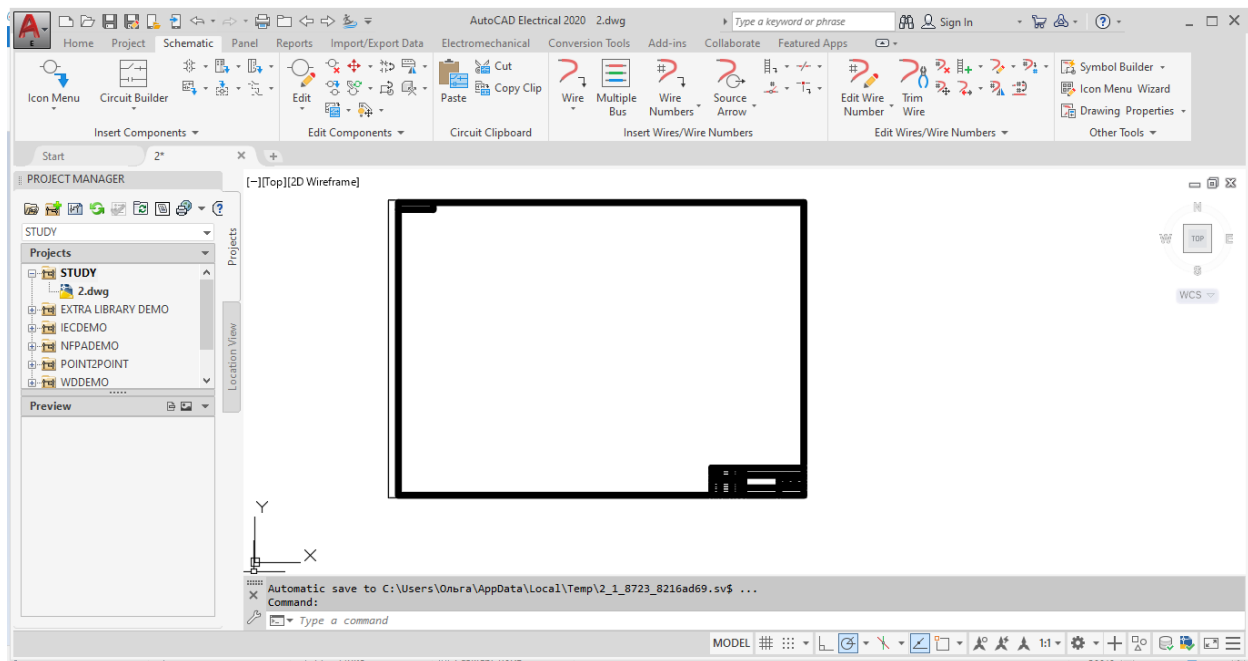 AutoCAD Electrical 2020 2.dwg
Type a keyword or phrase
Sign In
E
Home Project Schematic Panel Reports Import/Export Data Electromechanical Conversion Tools Add-ins Collaborate Featured Apps
Icon Menu Circuit Builder
Edit
Cut
Copy Clip
Paste
Wire Multiple Bus Wire Numbers Source Arrow
Edit Wire Number Trim Wire
Symbol Builder
Icon Menu Wizard
Drawing Properties
Insert Components Edit Components Circuit Clipboard Insert Wires/Wire Numbers Edit Wires/Wire Numbers Other Tools
Start 2*
PROJECT MANAGER
[−][Top][2D Wireframe]
STUDY
Projects
STUDY
2.dwg
EXTRA LIBRARY DEMO
IECDEMO
NFPADEMO
POINT2POINT
WDDEMO
Preview
Projects
Location View
N
W TOP E
S
WCS
Y
X
Automatic save to C:\Users\Ольга\AppData\Local\Temp\2_1_8723_8216ad69.sv$ ...
Command:
Type a command
MODEL 1:1